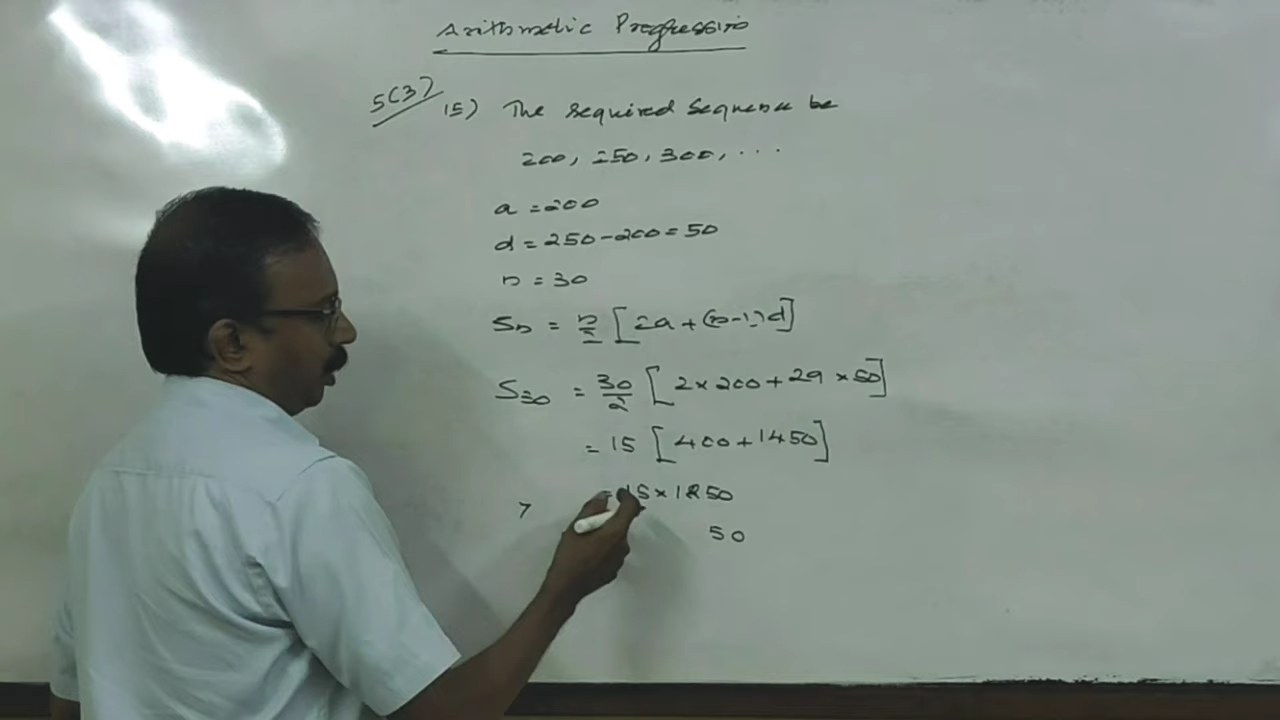 Arithmetic Progressio
5(3) 15) The required sequence be
200, 250, 300, ...
a = 200
d = 250-200 = 50
n = 30
Sn = n/2 [2a + (n-1)d]
S30 = 30/2 [2×200 + 29×50]
= 15 [400 + 1450]
= 15×1850
7
50